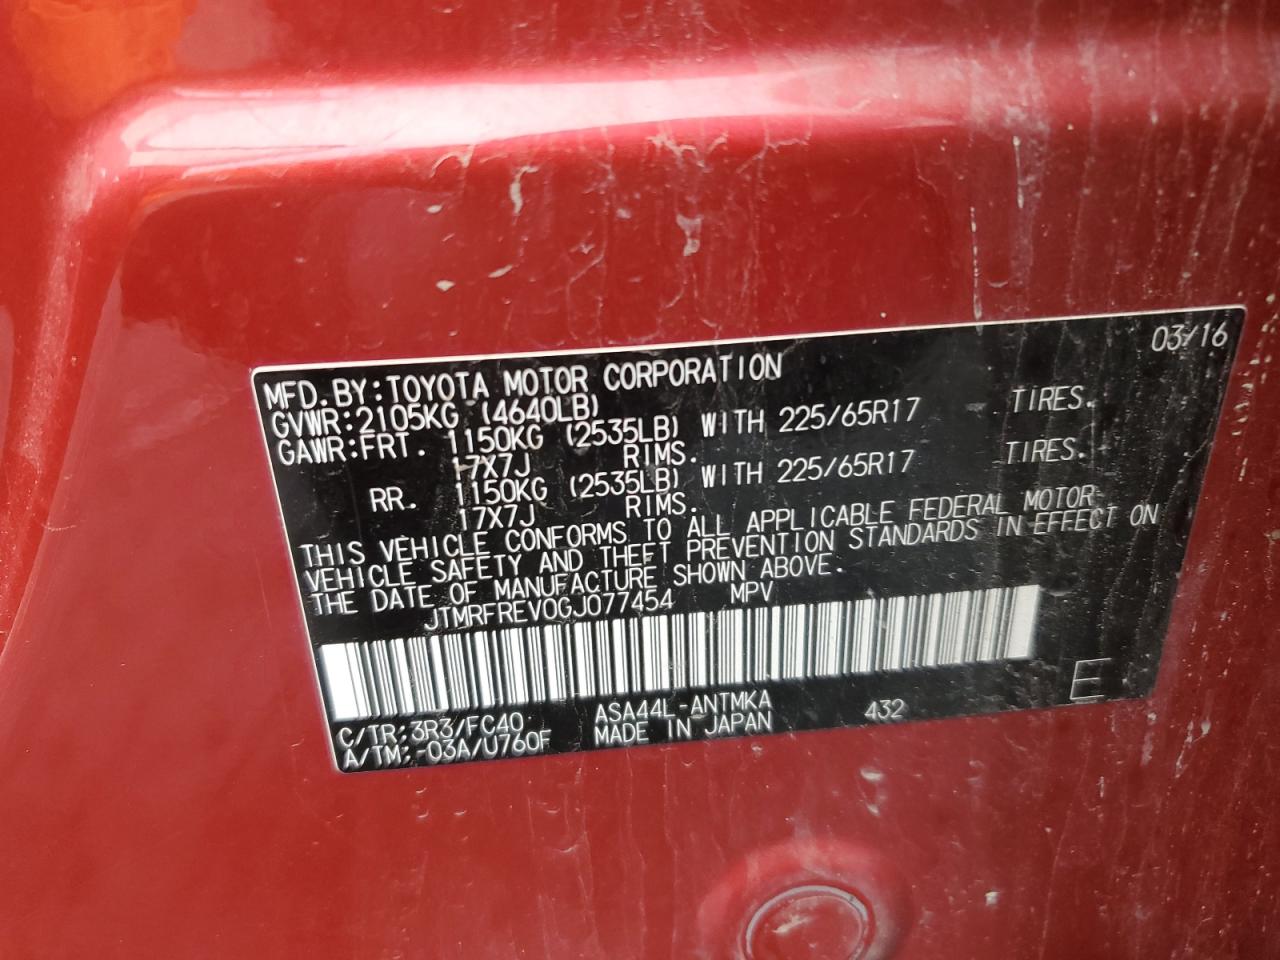 03/16
MFD.BY:TOYOTA MOTOR CORPORATION
GVWR:2105KG (4640LB)
GAWR:FRT. 1150KG (2535LB) WITH 225/65R17 TIRES.
17X7J RIMS.
RR. 1150KG (2535LB) WITH 225/65R17 TIRES.
17X7J RIMS.
THIS VEHICLE CONFORMS TO ALL APPLICABLE FEDERAL MOTOR
VEHICLE SAFETY AND THEFT PREVENTION STANDARDS IN EFFECT ON
THE DATE OF MANUFACTURE SHOWN ABOVE.
JTMRFREV0GJ077454 MPV
C/TR:3R3/FC40 ASA44L-ANTMKA 432 E
A/TM:-03A/U760F MADE IN JAPAN